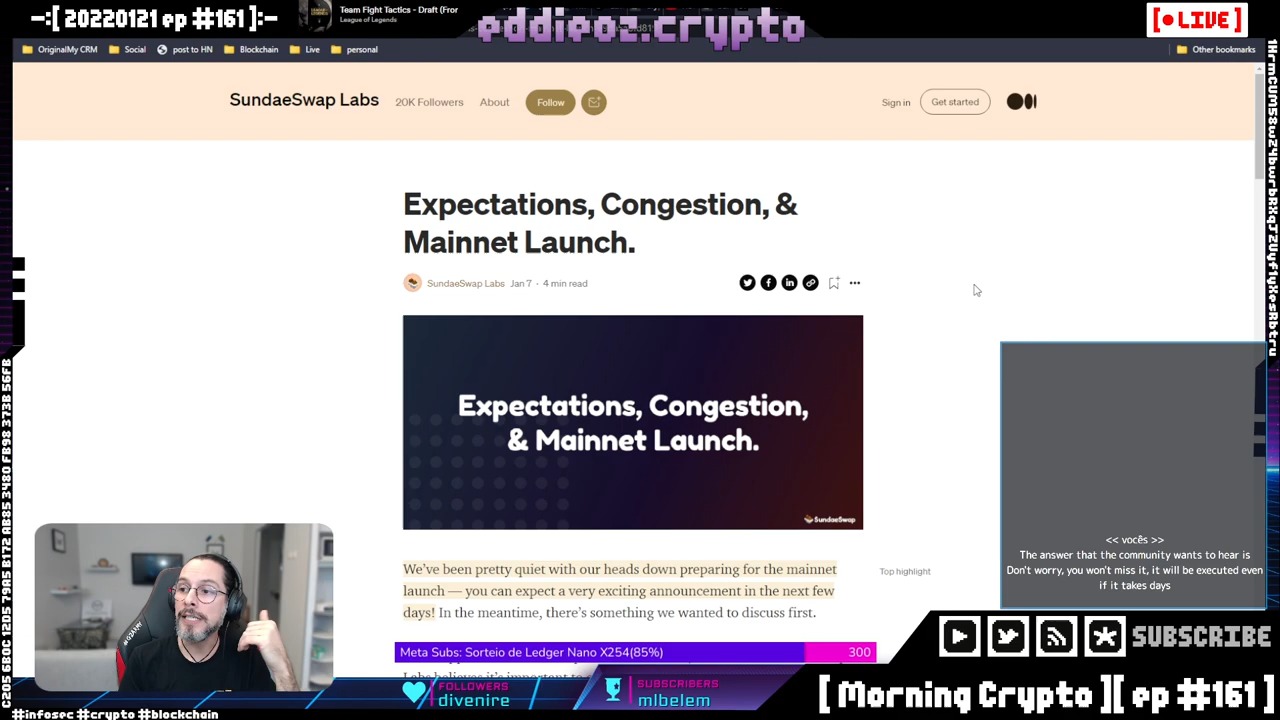 -:[ 20220121 ep #161 ]:-
Team Fight Tactics - Draft (Fror
League of Legends
eddieoz.crypto
[•LIVE]
OriginalMy CRM
Social
post to HN
Blockchain
Live
personal
Other bookmarks
SundaeSwap Labs
20K Followers
About
Follow
Sign in
Get started
Expectations, Congestion, &
Mainnet Launch.
SundaeSwap Labs Jan 7 · 4 min read
Expectations, Congestion,
& Mainnet Launch.
SundaeSwap
We've been pretty quiet with our heads down preparing for the mainnet
launch — you can expect a very exciting announcement in the next few
days! In the meantime, there's something we wanted to discuss first.
Top highlight
<< vocês >>
The answer that the community wants to hear is
Don't worry, you won't miss it, it will be executed even
if it takes days
Meta Subs: Sorteio de Ledger Nano X254(85%)
300
SUBSCRIBE
FOLLOWERS
divenire
SUBSCRIBERS
mlbelem
[ Morning Crypto ][ ep #161 ]
#infosec #crypto #blockchain